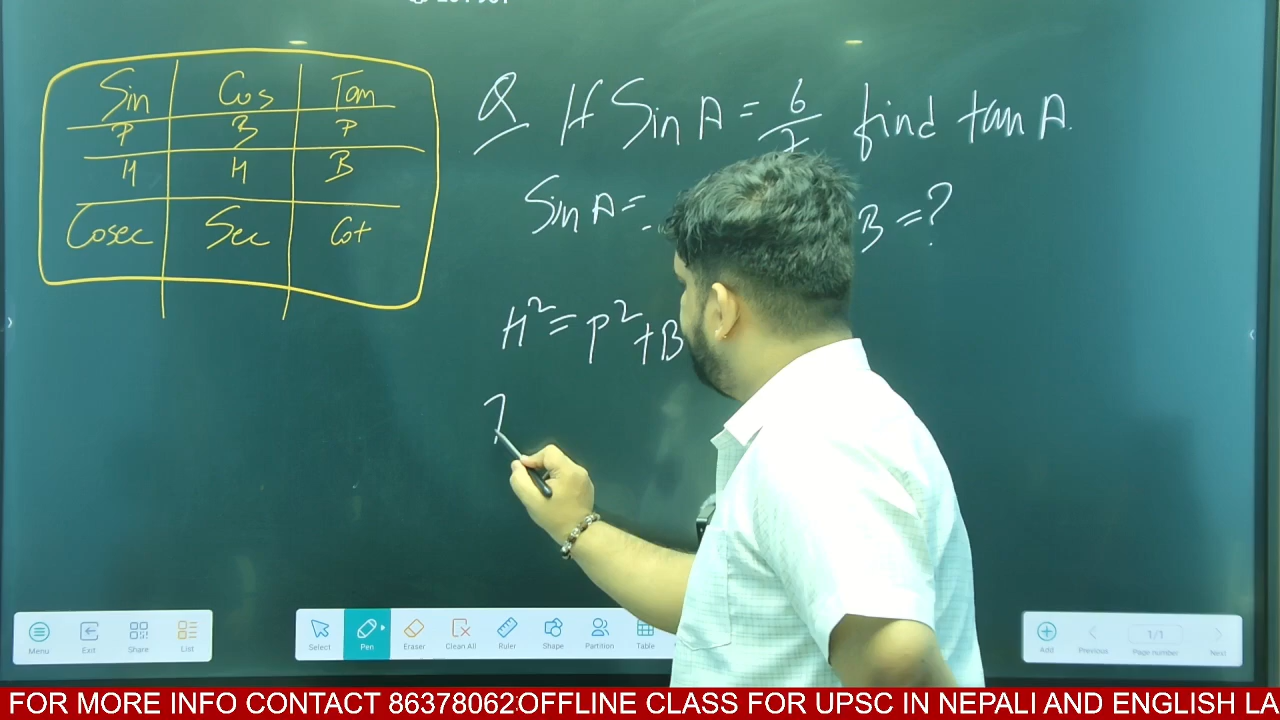 Sin Cos Tan
P B P
H H B
Cosec Sec Cot
Q If Sin A = 6/7 find tan A.
Sin A = B = ?
H² = P² + B
7
Menu Exit Share List
Select Pen Eraser Clean All Ruler Shape Partition Table
Add Previous 1/1 Page number Next
FOR MORE INFO CONTACT 86378062 OFFLINE CLASS FOR UPSC IN NEPALI AND ENGLISH LA